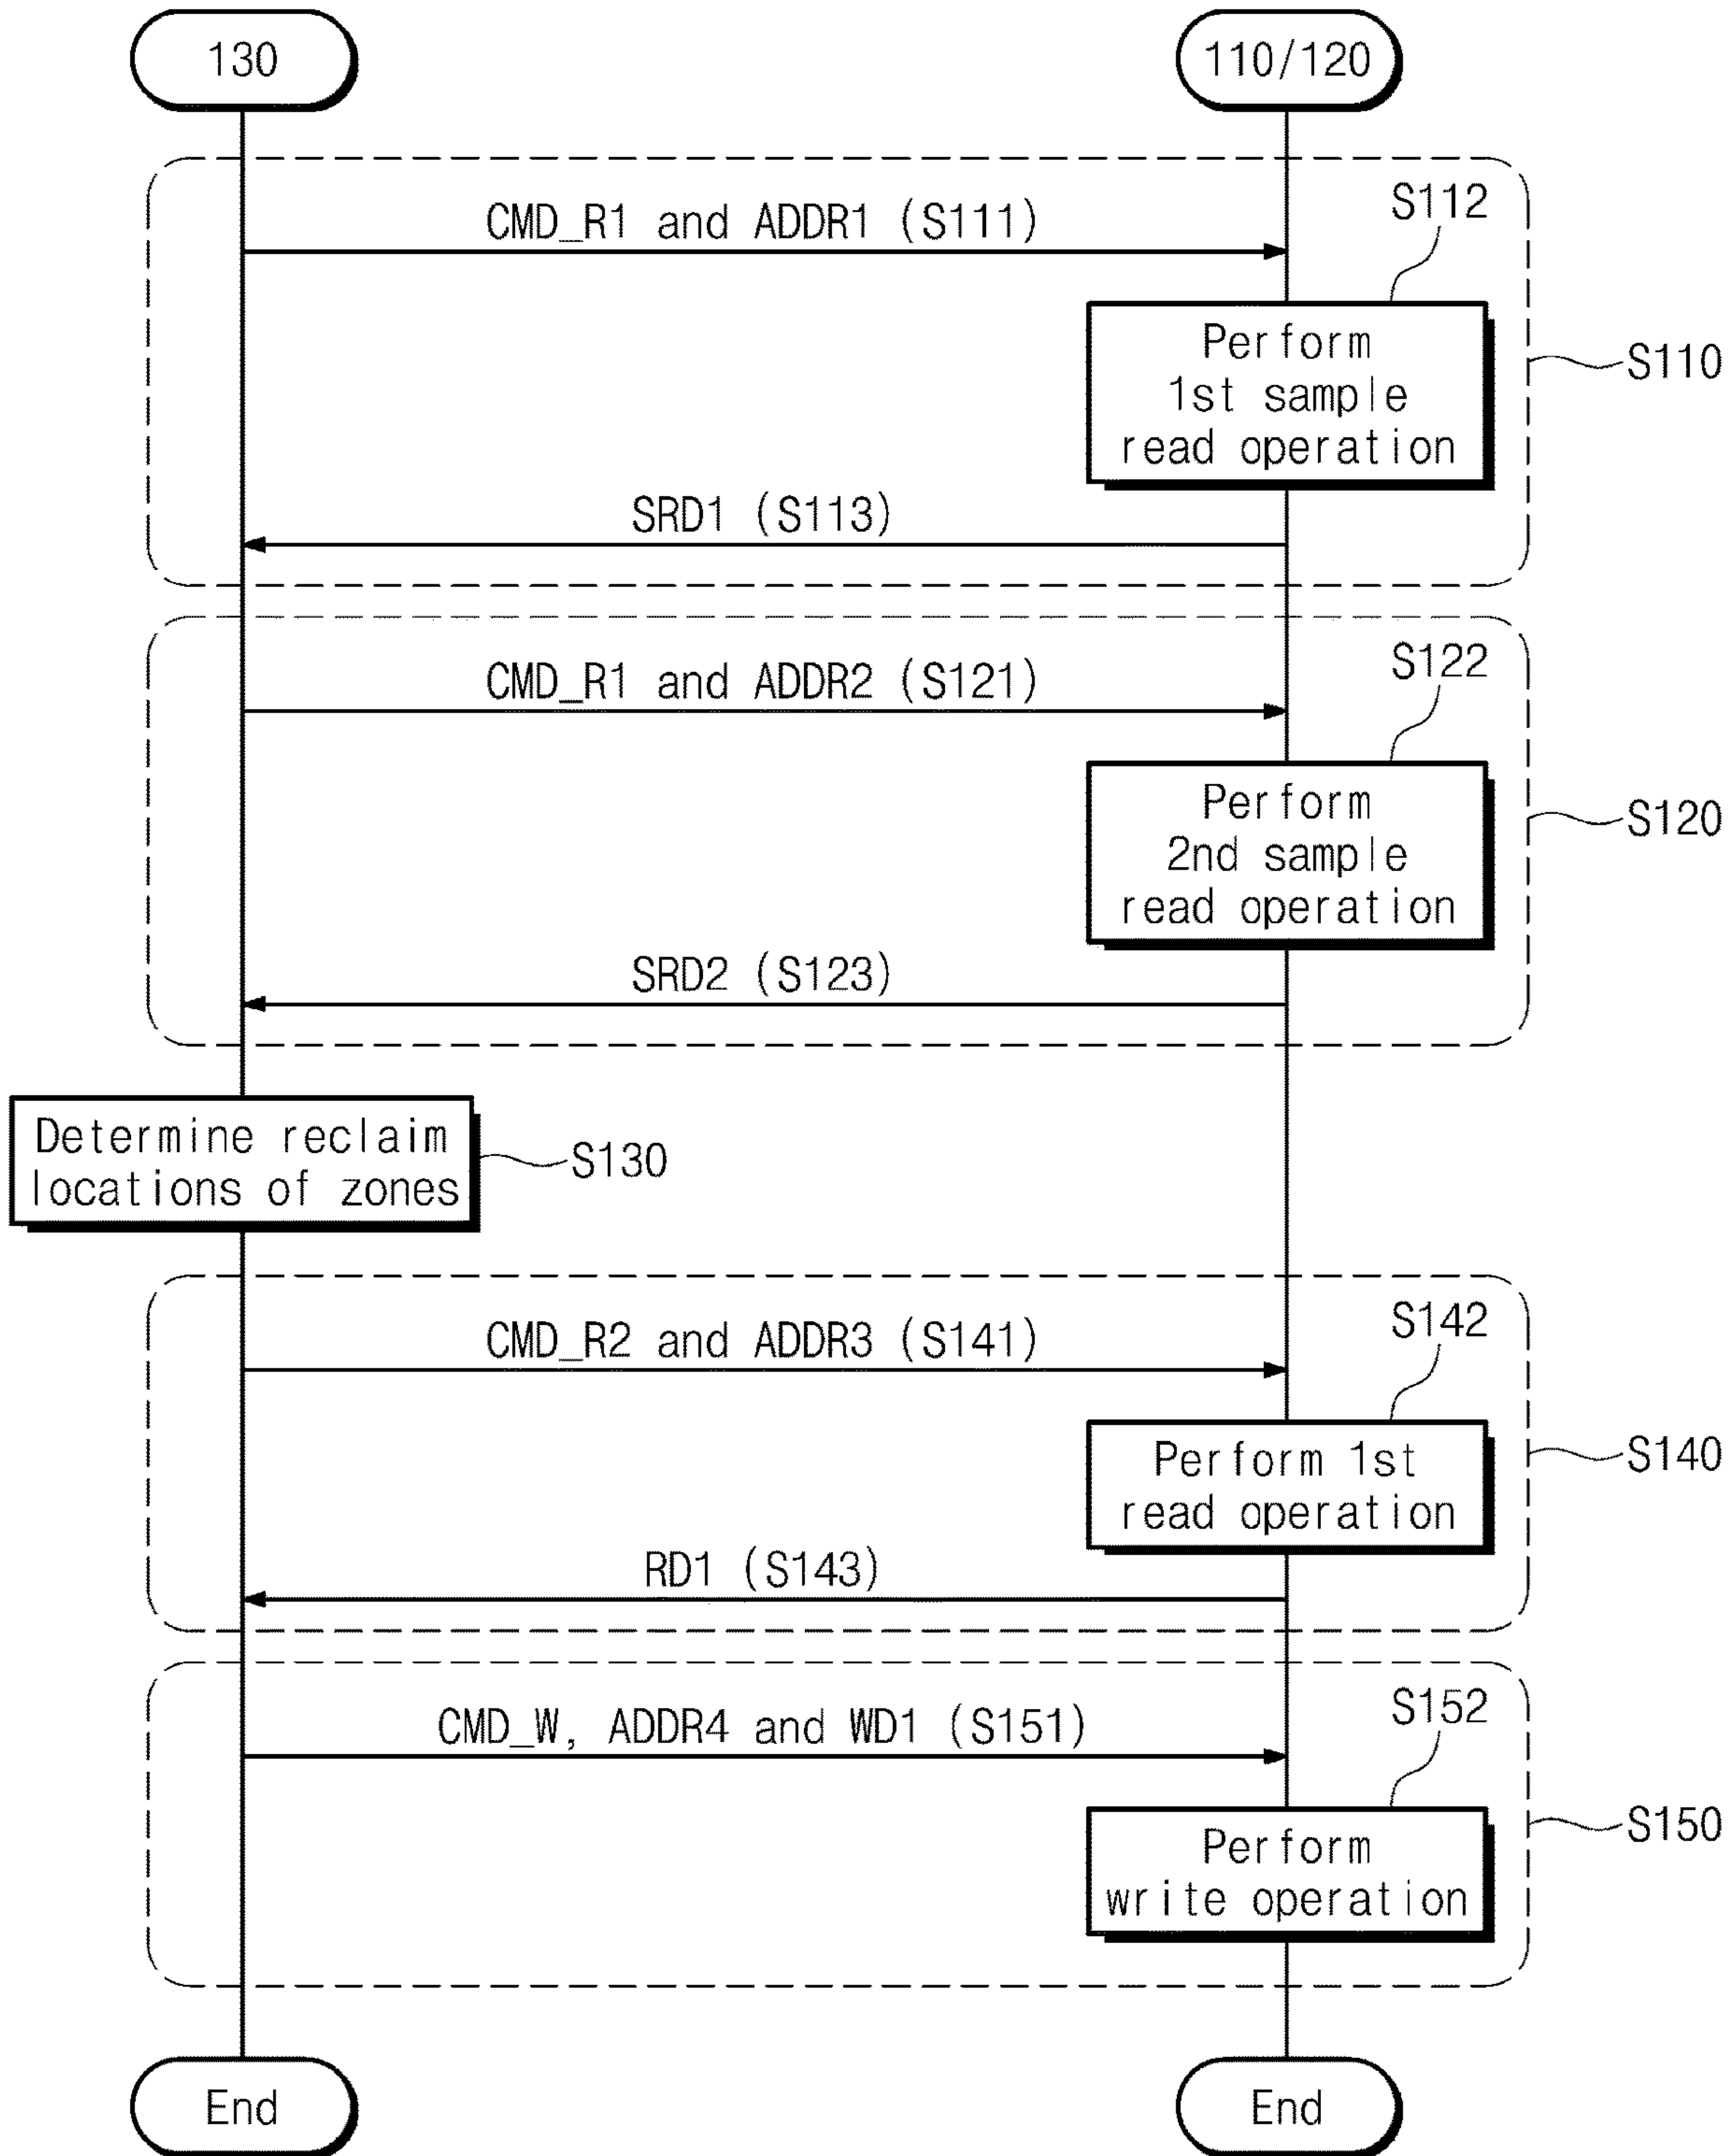 130
110/120
CMD_R1 and ADDR1 (S111)
S112
Perform
1st sample
read operation
S110
SRD1 (S113)
CMD_R1 and ADDR2 (S121)
S122
Perform
2nd sample
read operation
S120
SRD2 (S123)
Determine reclaim
locations of zones
S130
CMD_R2 and ADDR3 (S141)
S142
Perform 1st
read operation
S140
RD1 (S143)
CMD_W, ADDR4 and WD1 (S151)
S152
Perform
write operation
S150
End
End